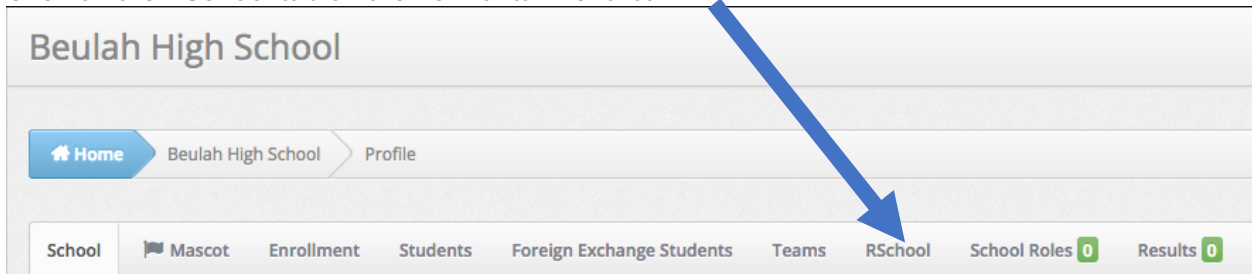 Beulah High School
Home Beulah High School Profile
School Mascot Enrollment Students Foreign Exchange Students Teams RSchool School Roles 0 Results 0